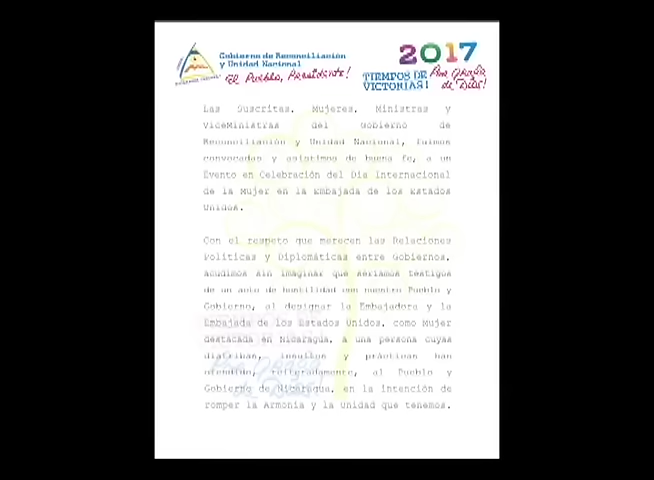 Gobierno de Reconciliación
y Unidad Nacional
El Pueblo, Presidente!
2017
TIEMPOS DE
VICTORIAS!
Por Gracia
de Dios!
Las Suscritas, Mujeres, Ministras y
ViceMinistras del Gobierno de
Reconciliación y Unidad Nacional, fuimos
convocadas y asistimos de buena fe, a un
Evento en Celebración del Día Internacional
de la Mujer en la Embajada de los Estados
Unidos.
Con el respeto que merecen las Relaciones
Políticas y Diplomáticas entre Gobiernos,
acudimos sin imaginar que seríamos testigos
de un acto de hostilidad con nuestro Pueblo y
Gobierno, al designar la Embajadora y la
Embajada de los Estados Unidos, como Mujer
destacada en Nicaragua, a una persona cuyas
diatribas, insultos y prácticas han
ofendido, reiteradamente, al Pueblo y
Gobierno de Nicaragua, en la intención de
romper la Armonía y la Unidad que tenemos.